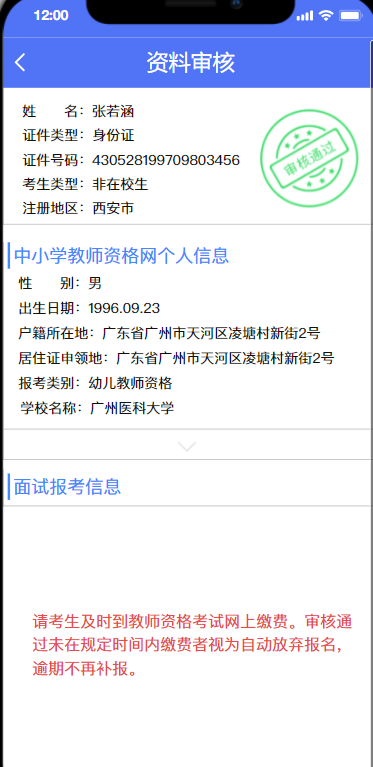 12:00
资料审核
姓 名：张若涵
证件类型：身份证
证件号码：430528199709803456
审核通过
考生类型：非在校生
注册地区：西安市
中小学教师资格网个人信息
性 别：男
出生日期：1996.09.23
户籍所在地：广东省广州市天河区凌塘村新街2号
居住证申领地：广东省广州市天河区凌塘村新街2号
报考类别：幼儿教师资格
学校名称：广州医科大学
面试报考信息
请考生及时到教师资格考试网上缴费。审核通
过未在规定时间内缴费者视为自动放弃报名，
逾期不再补报。